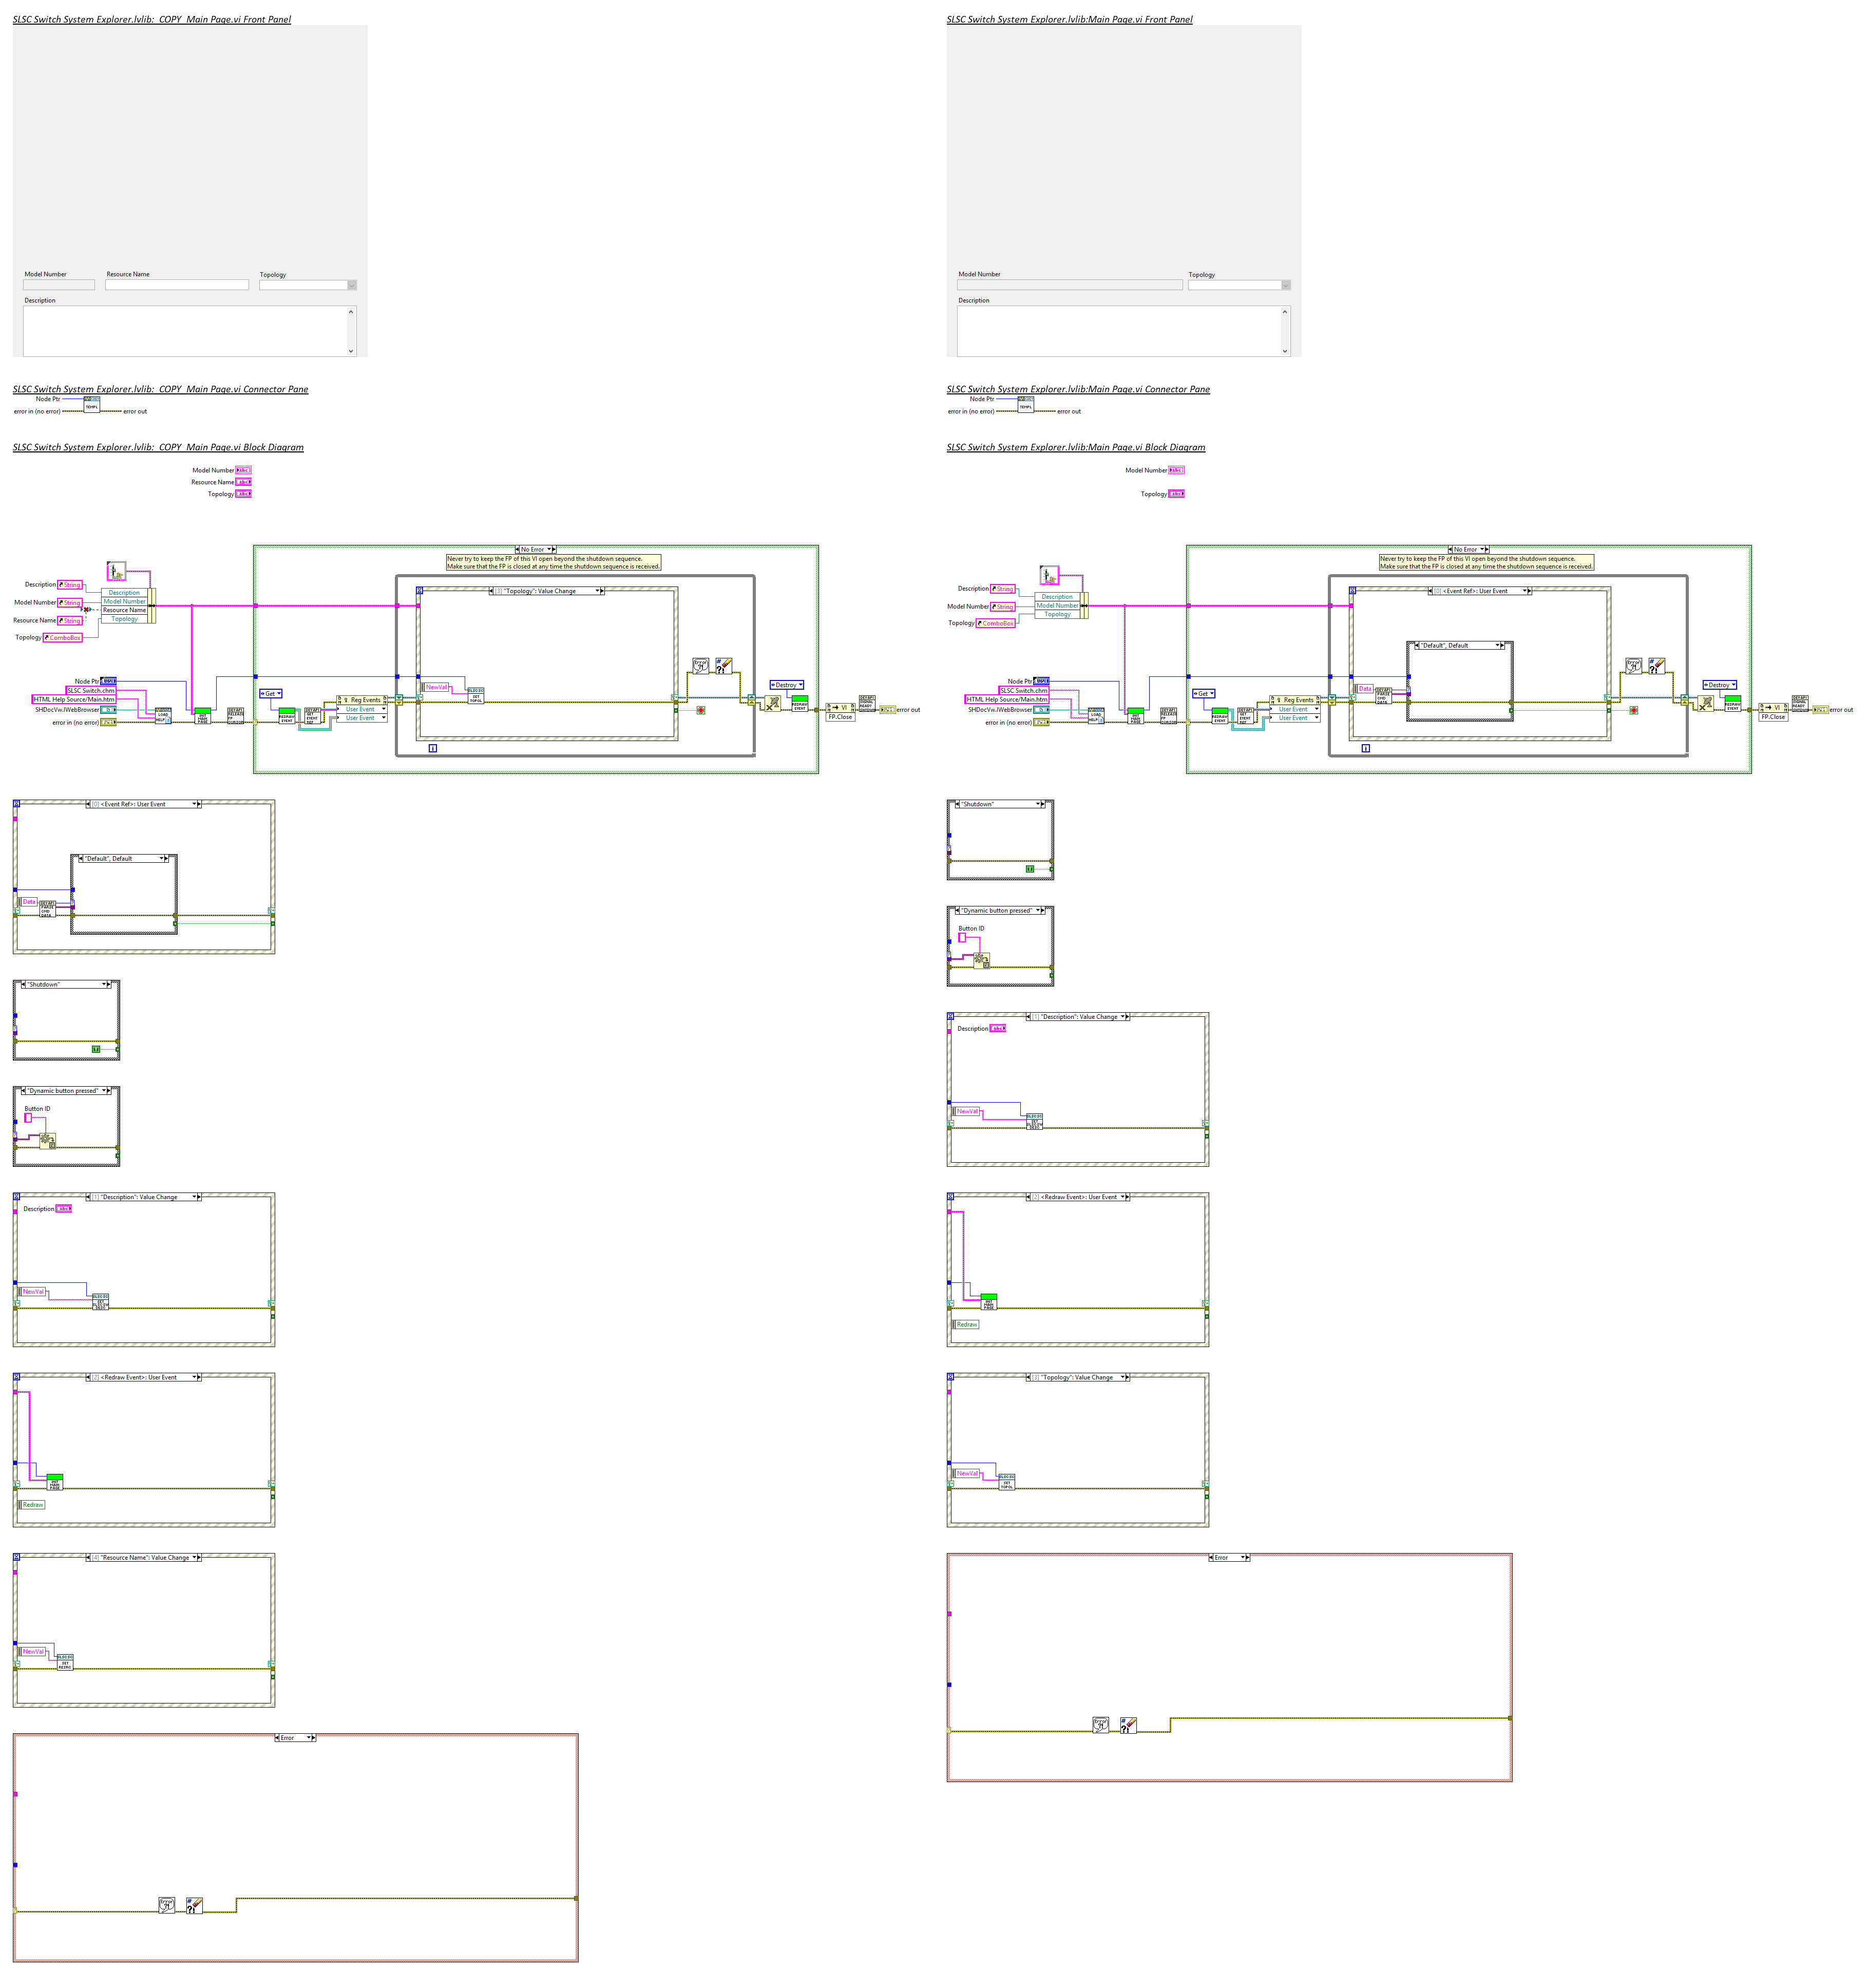 SLSC Switch System Explorer.lvlib:_COPY_Main Page.vi Front Panel
Model Number
Resource Name
Topology
Description
SLSC Switch System Explorer.lvlib:_COPY_Main Page.vi Connector Pane
Node Ptr
TEMPL
error in (no error)
error out
SLSC Switch System Explorer.lvlib:_COPY_Main Page.vi Block Diagram
Model Number
Resource Name
Topology
No Error
Never try to keep the FP of this VI open beyond the shutdown sequence.
Make sure that the FP is closed at any time the shutdown sequence is received.
Description
String
Description
Model Number
String
Model Number
Resource Name
Resource Name
String
Topology
Topology
ComboBox
[3] "Topology": Value Change
Node Ptr
SLSC Switch.chm
HTML Help Source/Main.htm
SHDocVw.IWebBrowser
error in (no error)
Get
Reg Events
User Event
User Event
NewVal
Destroy
VI
FP.Close
error out
[0] <Event Ref>: User Event
"Default", Default
Data
"Shutdown"
"Dynamic button pressed"
Button ID
[1] "Description": Value Change
Description
NewVal
[2] <Redraw Event>: User Event
Redraw
[4] "Resource Name": Value Change
NewVal
Error
SLSC Switch System Explorer.lvlib:Main Page.vi Front Panel
Model Number
Topology
Description
SLSC Switch System Explorer.lvlib:Main Page.vi Connector Pane
Node Ptr
TEMPL
error in (no error)
error out
SLSC Switch System Explorer.lvlib:Main Page.vi Block Diagram
Model Number
Topology
No Error
Never try to keep the FP of this VI open beyond the shutdown sequence.
Make sure that the FP is closed at any time the shutdown sequence is received.
Description
String
Description
Model Number
String
Model Number
Topology
ComboBox
Topology
[0] <Event Ref>: User Event
"Default", Default
Node Ptr
SLSC Switch.chm
HTML Help Source/Main.htm
SHDocVw.IWebBrowser
error in (no error)
Get
Reg Events
User Event
User Event
Data
Destroy
VI
FP.Close
error out
"Shutdown"
"Dynamic button pressed"
Button ID
[1] "Description": Value Change
Description
NewVal
[2] <Redraw Event>: User Event
Redraw
[3] "Topology": Value Change
NewVal
Error